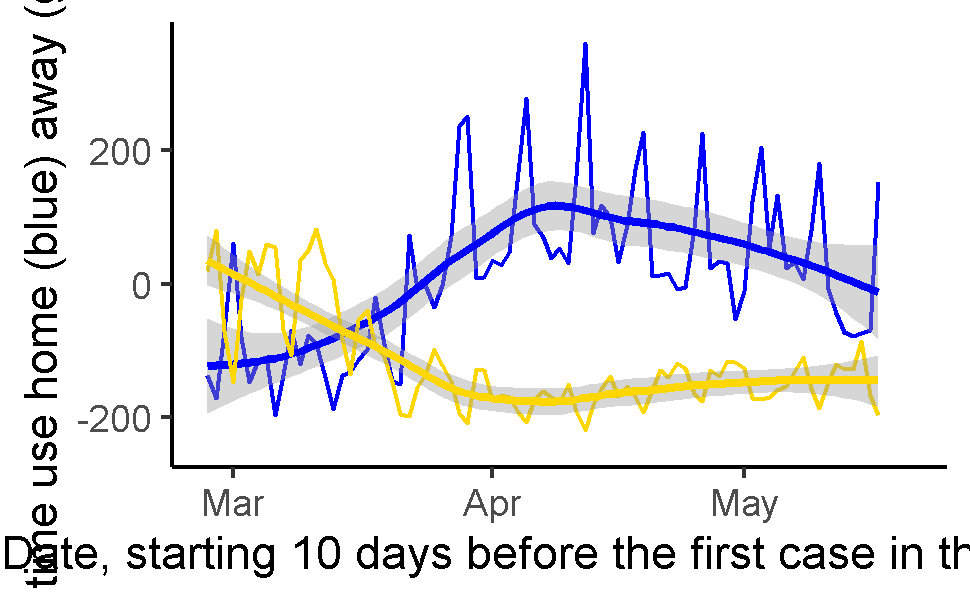 time use home (blue) away (
200
0
-200
Mar
Apr
May
Date, starting 10 days before the first case in th